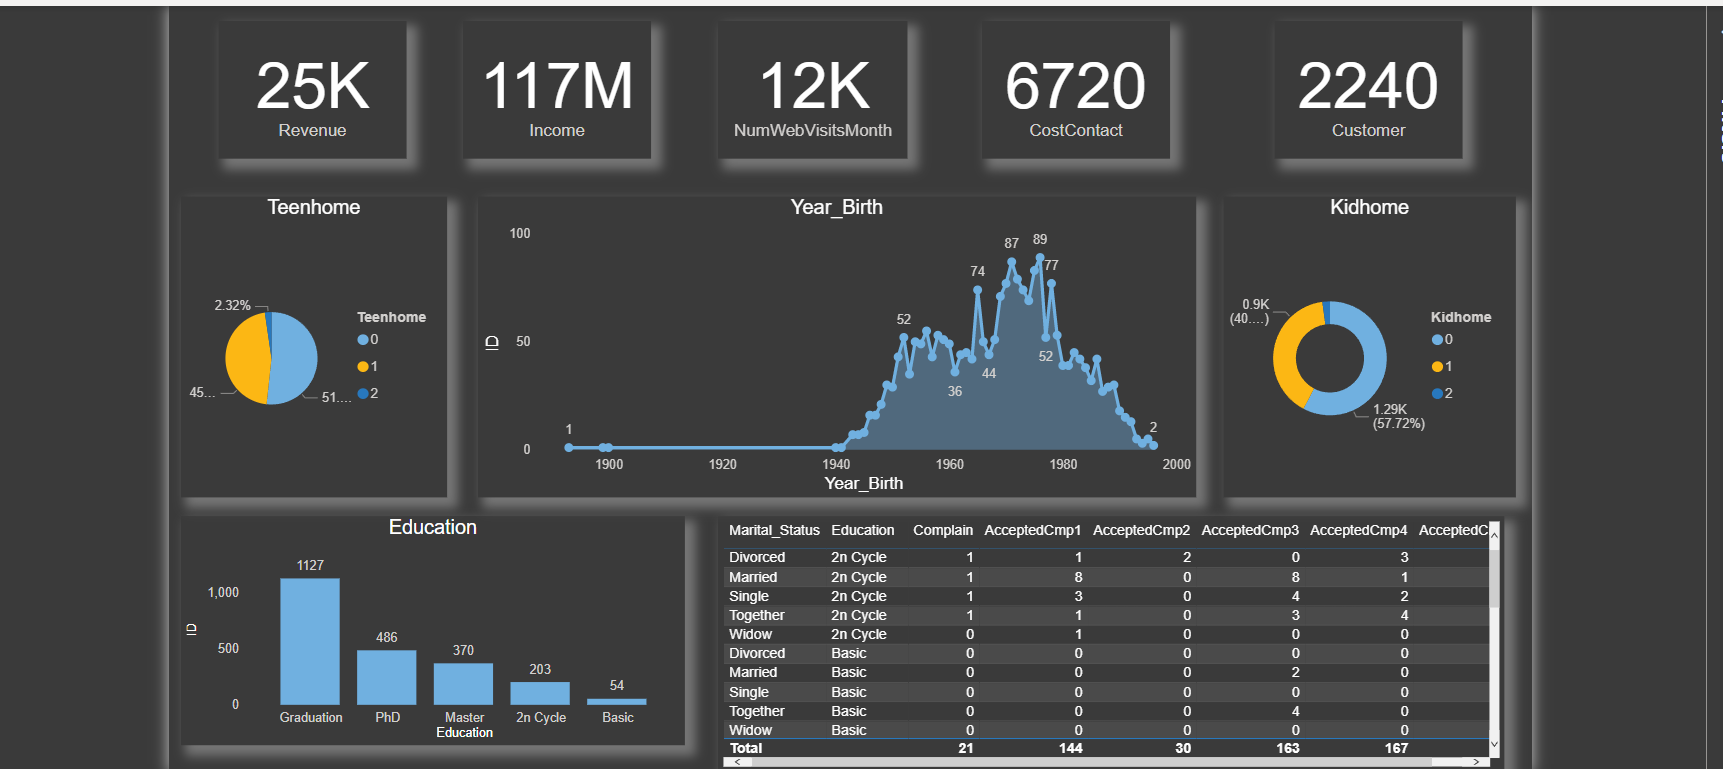 25K
Revenue
117M
Income
12K
NumWebVisitsMonth
6720
CostContact
2240
Customer
Teenhome
2.32%
45...
51....
Teenhome
0
1
2
Year_Birth
ID
100
50
0
1
52
36
74
44
87
89
52
77
2
1900 1920 1940 1960 1980 2000
Year_Birth
Kidhome
0.9K
(40....)
1.29K
(57.72%)
Kidhome
0
1
2
Education
ID
1,000
500
0
1127
486
370
203
54
Graduation PhD Master 2n Cycle Basic
Education
Marital_Status Education Complain AcceptedCmp1 AcceptedCmp2 AcceptedCmp3 AcceptedCmp4 AcceptedC
Divorced 2n Cycle 1 1 2 0 3
Married 2n Cycle 1 8 0 8 1
Single 2n Cycle 1 3 0 4 2
Together 2n Cycle 1 1 0 3 4
Widow 2n Cycle 0 1 0 0 0
Divorced Basic 0 0 0 0 0
Married Basic 0 0 0 2 0
Single Basic 0 0 0 0 0
Together Basic 0 0 0 4 0
Widow Basic 0 0 0 0 0
Total 21 144 30 163 167